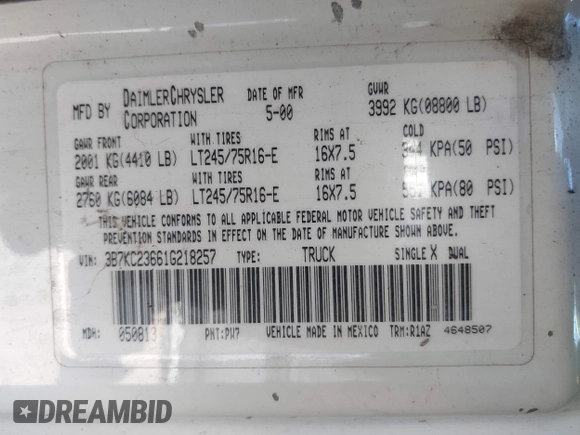 MFD BY DAIMLERCHRYSLER CORPORATION DATE OF MFR 5-00 GVWR 3992 KG(08800 LB)
GAWR FRONT WITH TIRES RIMS AT COLD
2001 KG(4410 LB) LT245/75R16-E 16X7.5 KPA(50 PSI)
GAWR REAR WITH TIRES RIMS AT
2760 KG(6084 LB) LT245/75R16-E 16X7.5 KPA(80 PSI)
THIS VEHICLE CONFORMS TO ALL APPLICABLE FEDERAL MOTOR VEHICLE SAFETY AND THEFT
PREVENTION STANDARDS IN EFFECT ON THE DATE OF MANUFACTURE SHOWN ABOVE.
VIN: 3B7KC23661G218257 TYPE: TRUCK SINGLE X DUAL
MDH: 050813 PNT:PW7 VEHICLE MADE IN MEXICO TRM:R1AZ 4648507
DREAMBID